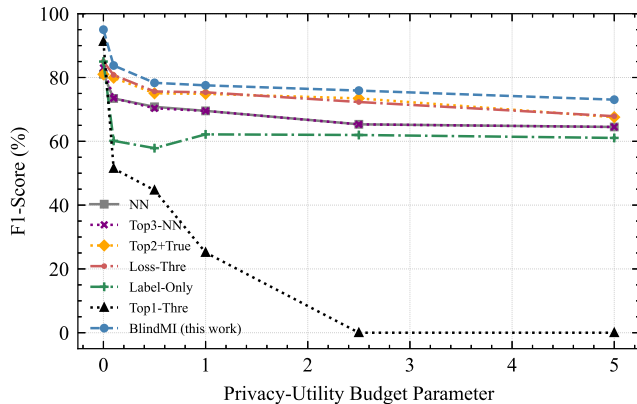 100
80
60
40
20
0
F1-Score (%)
NN
Top3-NN
Top2+True
Loss-Thre
Label-Only
Top1-Thre
BlindMI (this work)
0 1 2 3 4 5
Privacy-Utility Budget Parameter